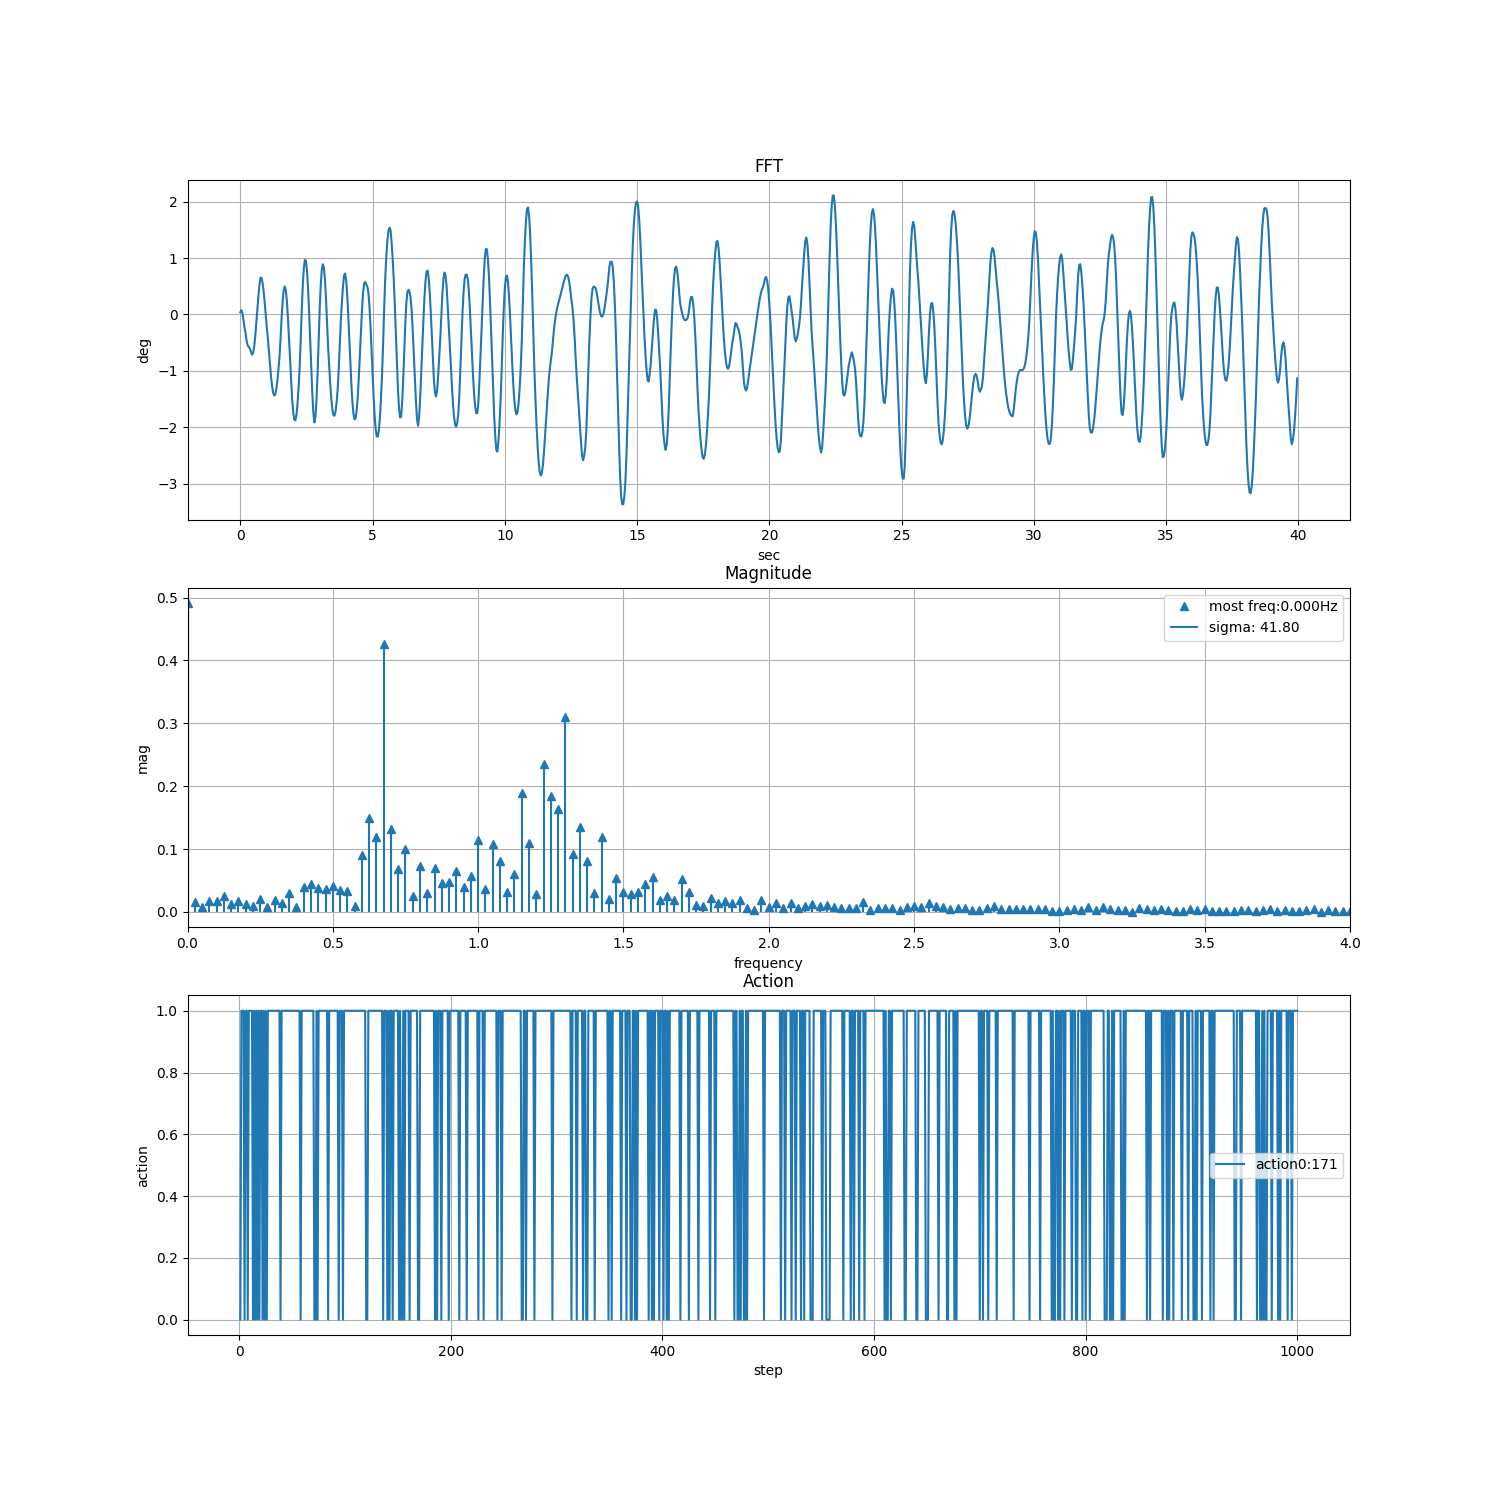 FFT
2
1
0
−1
−2
−3
deg
0 5 10 15 20 25 30 35 40
sec
Magnitude
0.5
0.4
0.3
0.2
0.1
0.0
mag
most freq:0.000Hz
sigma: 41.80
0.0 0.5 1.0 1.5 2.0 2.5 3.0 3.5 4.0
frequency
Action
1.0
0.8
0.6
0.4
0.2
0.0
action
action0:171
0 200 400 600 800 1000
step